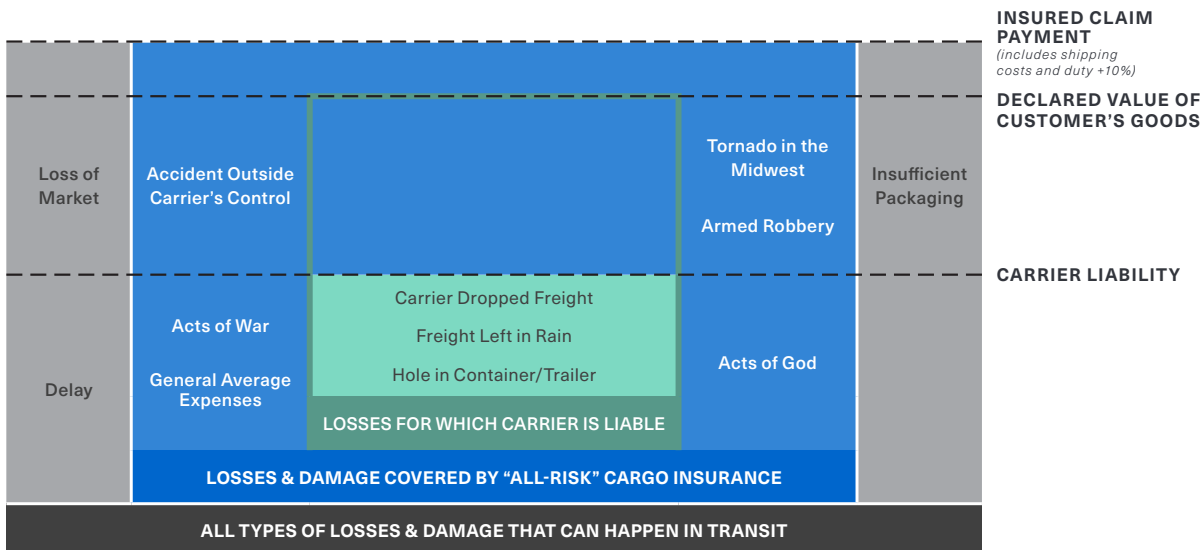 INSURED CLAIM
PAYMENT
(includes shipping
costs and duty +10%)
DECLARED VALUE OF
CUSTOMER’S GOODS
Loss of
Market
Accident Outside
Carrier’s Control
Tornado in the
Midwest
Armed Robbery
Insufficient
Packaging
CARRIER LIABILITY
Delay
Acts of War
General Average
Expenses
Carrier Dropped Freight
Freight Left in Rain
Hole in Container/Trailer
Acts of God
LOSSES FOR WHICH CARRIER IS LIABLE
LOSSES & DAMAGE COVERED BY “ALL-RISK” CARGO INSURANCE
ALL TYPES OF LOSSES & DAMAGE THAT CAN HAPPEN IN TRANSIT